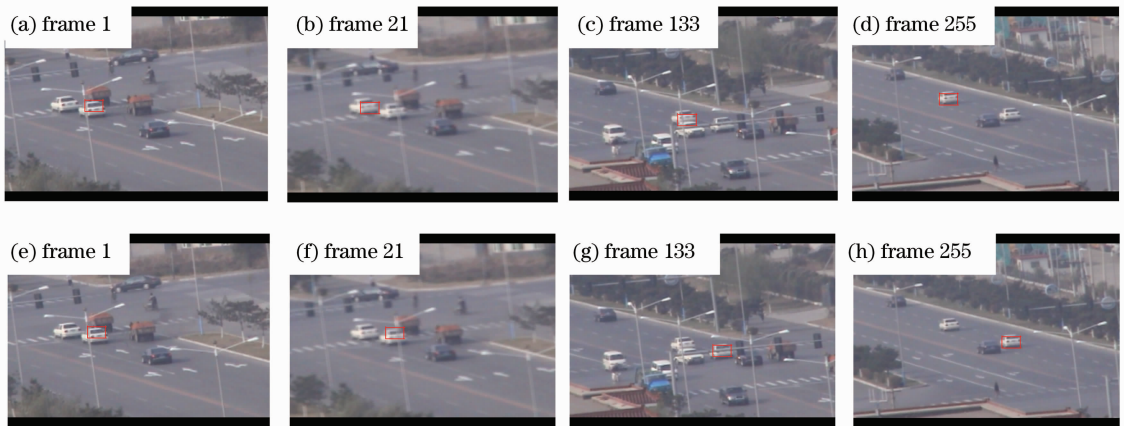 (a) frame 1
(b) frame 21
(c) frame 133
(d) frame 255
(e) frame 1
(f) frame 21
(g) frame 133
(h) frame 255